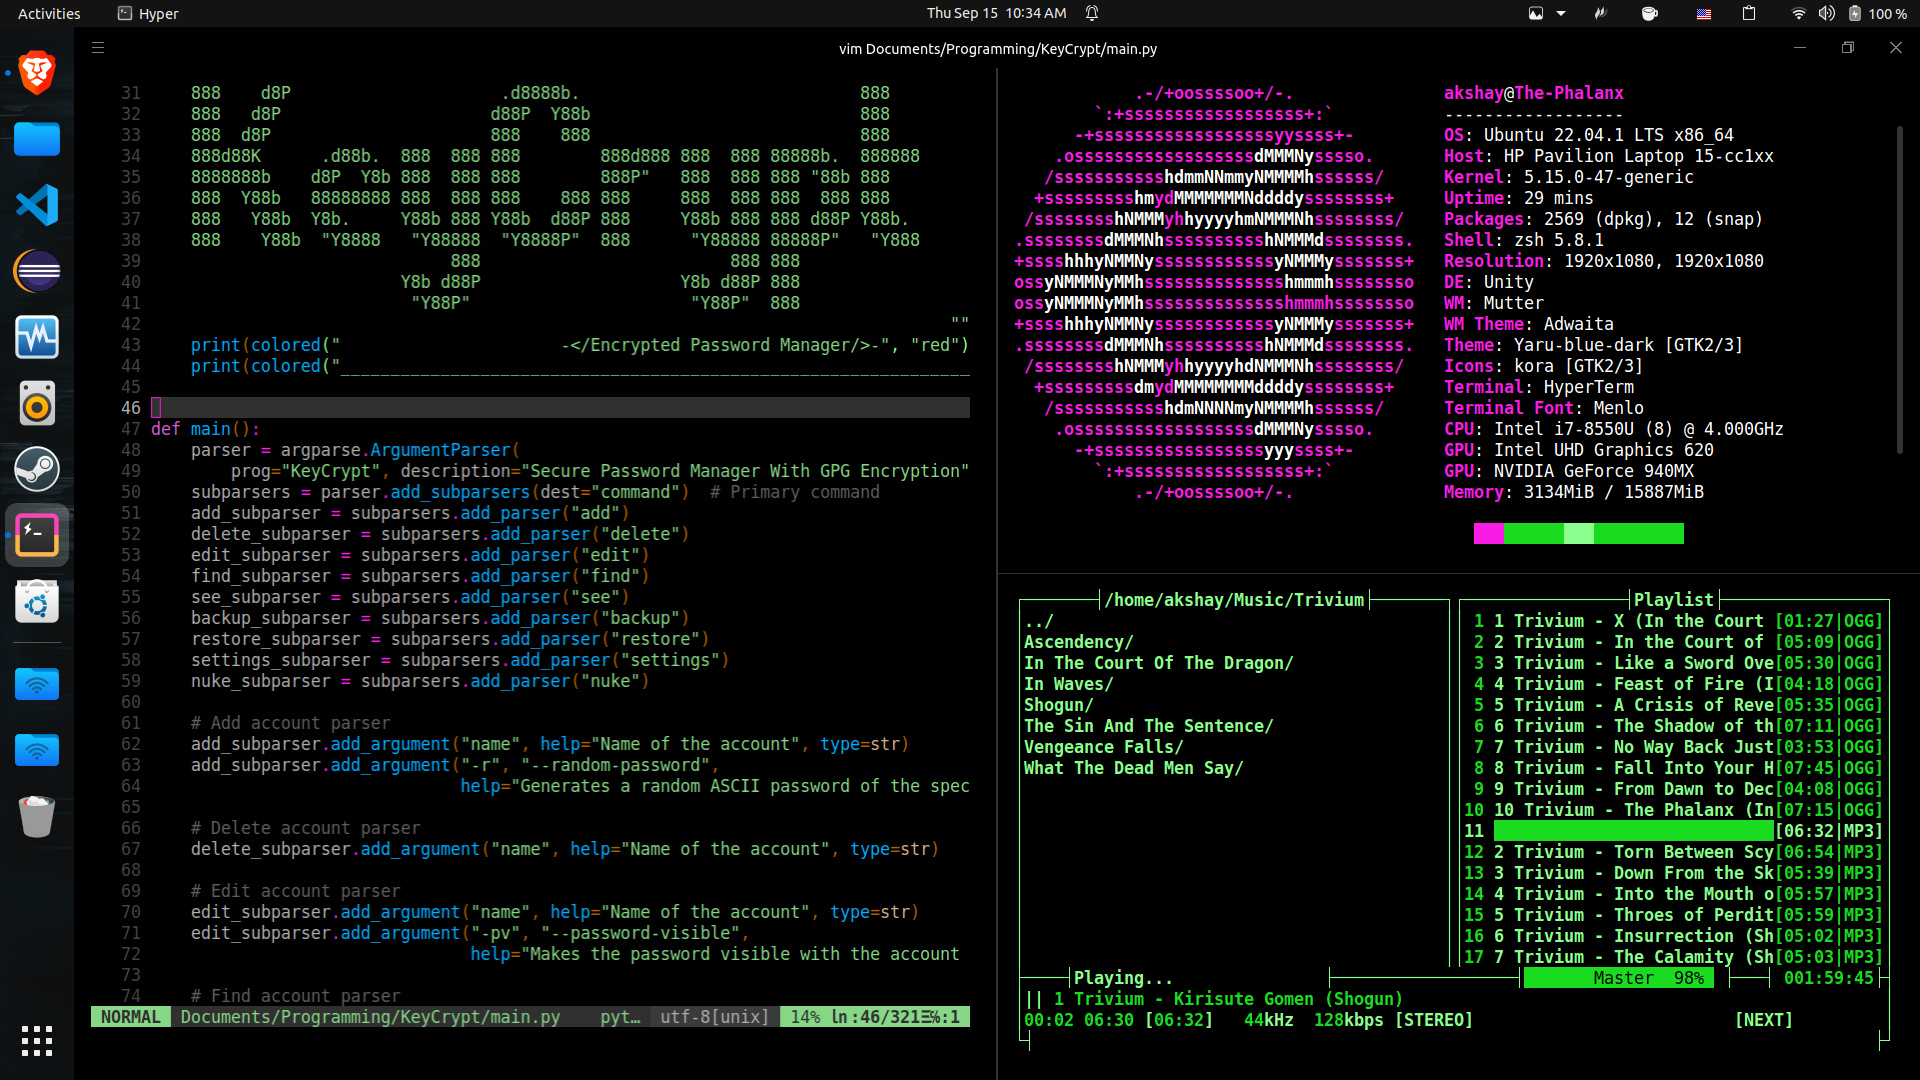 Activities
Hyper
Thu Sep 15 10:34 AM
100 %
vim Documents/Programming/KeyCrypt/main.py
31     888    d8P                     .d8888b.                            888
32     888   d8P                     d88P  Y88b                           888
33     888  d8P                      888    888                           888
34     888d88K      .d88b.  888  888 888        888d888 888  888 88888b.  888888
35     8888888b    d8P  Y8b 888  888 888        888P"   888  888 888 "88b 888
36     888  Y88b   88888888 888  888 888    888 888     888  888 888  888 888
37     888   Y88b  Y8b.     Y88b 888 Y88b  d88P 888     Y88b 888 888 d88P Y88b.
38     888    Y88b  "Y8888   "Y88888  "Y8888P"  888      "Y88888 88888P"   "Y888
39                               888                            888 888
40                          Y8b d88P                    Y8b d88P 888
41                           "Y88P"                      "Y88P"  888
42 ""
43     print(colored("                      -</Encrypted Password Manager/>-", "red")
44     print(colored("_______________________________________________________________
45
46
47 def main():
48     parser = argparse.ArgumentParser(
49         prog="KeyCrypt", description="Secure Password Manager With GPG Encryption"
50     subparsers = parser.add_subparsers(dest="command")  # Primary command
51     add_subparser = subparsers.add_parser("add")
52     delete_subparser = subparsers.add_parser("delete")
53     edit_subparser = subparsers.add_parser("edit")
54     find_subparser = subparsers.add_parser("find")
55     see_subparser = subparsers.add_parser("see")
56     backup_subparser = subparsers.add_parser("backup")
57     restore_subparser = subparsers.add_parser("restore")
58     settings_subparser = subparsers.add_parser("settings")
59     nuke_subparser = subparsers.add_parser("nuke")
60
61     # Add account parser
62     add_subparser.add_argument("name", help="Name of the account", type=str)
63     add_subparser.add_argument("-r", "--random-password",
64                                help="Generates a random ASCII password of the spec
65
66     # Delete account parser
67     delete_subparser.add_argument("name", help="Name of the account", type=str)
68
69     # Edit account parser
70     edit_subparser.add_argument("name", help="Name of the account", type=str)
71     edit_subparser.add_argument("-pv", "--password-visible",
72                                 help="Makes the password visible with the account
73
74     # Find account parser
NORMAL Documents/Programming/KeyCrypt/main.py pyt… utf-8[unix] 14% ln:46/321☰%:1
.-/+oossssoo+/-.
`:+ssssssssssssssssss+:`
-+ssssssssssssssssssyyssss+-
.ossssssssssssssssssdMMMNysssso.
/ssssssssssshdmmNNmmyNMMMMhssssss/
+ssssssssshmydMMMMMMMNddddyssssssss+
/sssssssshNMMMyhhyyyyhmNMMMNhssssssss/
.ssssssssdMMMNhsssssssssshNMMMdssssssss.
+sssshhhyNMMNyssssssssssssyNMMMysssssss+
ossyNMMMNyMMhsssssssssssssshmmmhssssssso
ossyNMMMNyMMhsssssssssssssshmmmhssssssso
+sssshhhyNMMNyssssssssssssyNMMMysssssss+
.ssssssssdMMMNhsssssssssshNMMMdssssssss.
/sssssssshNMMMyhhyyyyhdNMMMNhssssssss/
+sssssssssdmydMMMMMMMMddddyssssssss+
/ssssssssssshdmNNNNmyNMMMMhssssss/
.ossssssssssssssssssdMMMNysssso.
-+sssssssssssssssssyyyssss+-
`:+ssssssssssssssssss+:`
.-/+oossssoo+/-.
akshay@The-Phalanx
------------------
OS: Ubuntu 22.04.1 LTS x86_64
Host: HP Pavilion Laptop 15-cc1xx
Kernel: 5.15.0-47-generic
Uptime: 29 mins
Packages: 2569 (dpkg), 12 (snap)
Shell: zsh 5.8.1
Resolution: 1920x1080, 1920x1080
DE: Unity
WM: Mutter
WM Theme: Adwaita
Theme: Yaru-blue-dark [GTK2/3]
Icons: kora [GTK2/3]
Terminal: HyperTerm
Terminal Font: Menlo
CPU: Intel i7-8550U (8) @ 4.000GHz
GPU: Intel UHD Graphics 620
GPU: NVIDIA GeForce 940MX
Memory: 3134MiB / 15887MiB
/home/akshay/Music/Trivium
../
Ascendency/
In The Court Of The Dragon/
In Waves/
Shogun/
The Sin And The Sentence/
Vengeance Falls/
What The Dead Men Say/
Playlist
1 1 Trivium - X (In the Court [01:27|OGG]
2 2 Trivium - In the Court of [05:09|OGG]
3 3 Trivium - Like a Sword Ove[05:30|OGG]
4 4 Trivium - Feast of Fire (I[04:18|OGG]
5 5 Trivium - A Crisis of Reve[05:35|OGG]
6 6 Trivium - The Shadow of th[07:11|OGG]
7 7 Trivium - No Way Back Just[03:53|OGG]
8 8 Trivium - Fall Into Your H[07:45|OGG]
9 9 Trivium - From Dawn to Dec[04:08|OGG]
10 10 Trivium - The Phalanx (In[07:15|OGG]
11 [06:32|MP3]
12 2 Trivium - Torn Between Scy[06:54|MP3]
13 3 Trivium - Down From the Sk[05:39|MP3]
14 4 Trivium - Into the Mouth o[05:57|MP3]
15 5 Trivium - Throes of Perdit[05:59|MP3]
16 6 Trivium - Insurrection (Sh[05:02|MP3]
17 7 Trivium - The Calamity (Sh[05:03|MP3]
Playing...
Master 98%
001:59:45
|| 1 Trivium - Kirisute Gomen (Shogun)
00:02 06:30 [06:32] 44kHz 128kbps [STEREO] [NEXT]